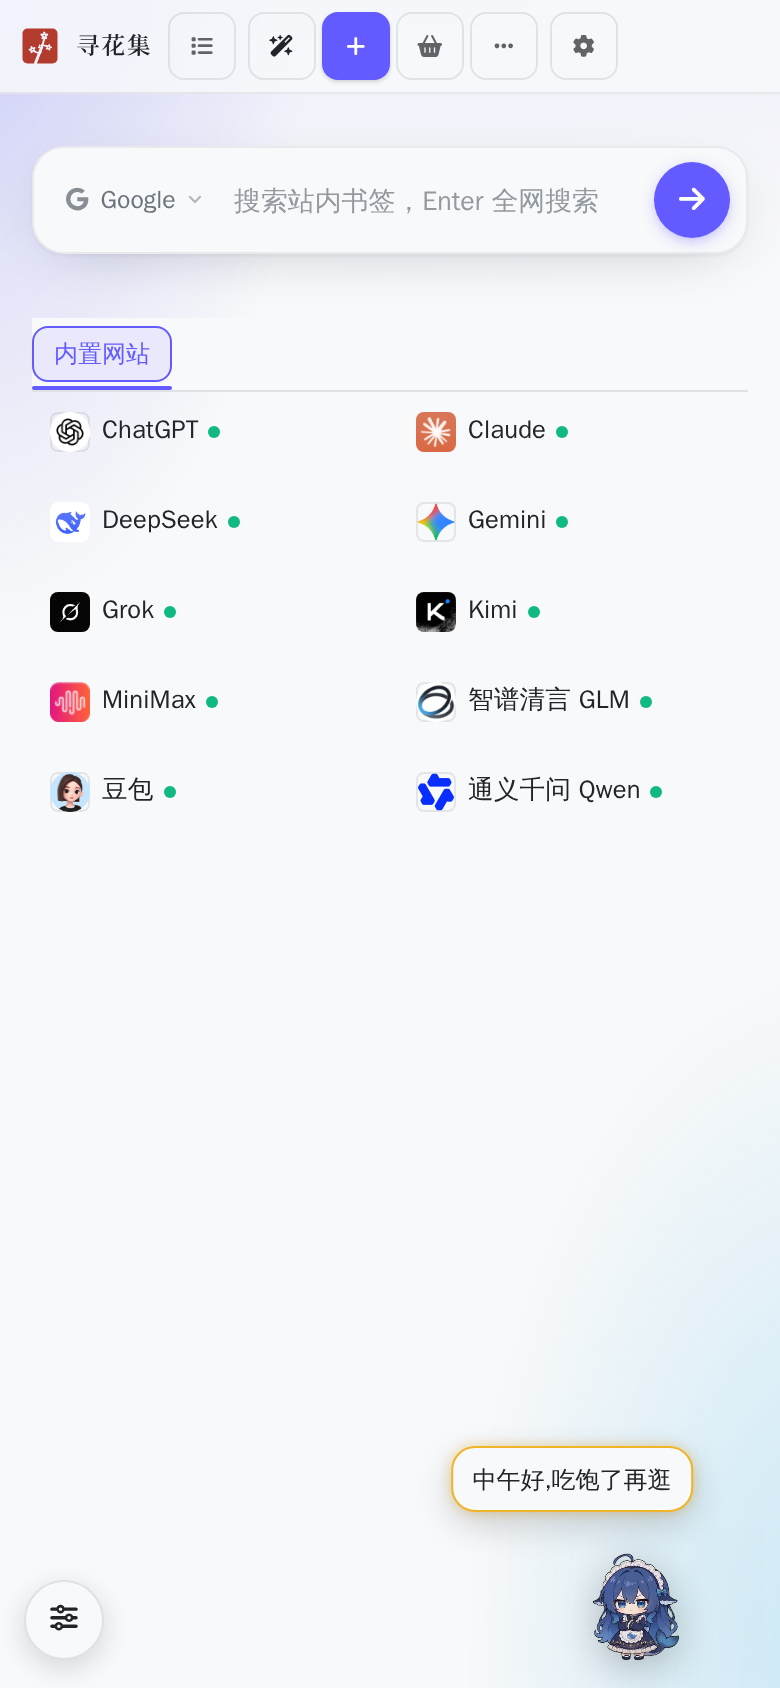 寻花集
Google
搜索站内书签，Enter 全网搜索
内置网站
ChatGPT
Claude
DeepSeek
Gemini
Grok
Kimi
MiniMax
智谱清言 GLM
豆包
通义千问 Qwen
中午好,吃饱了再逛